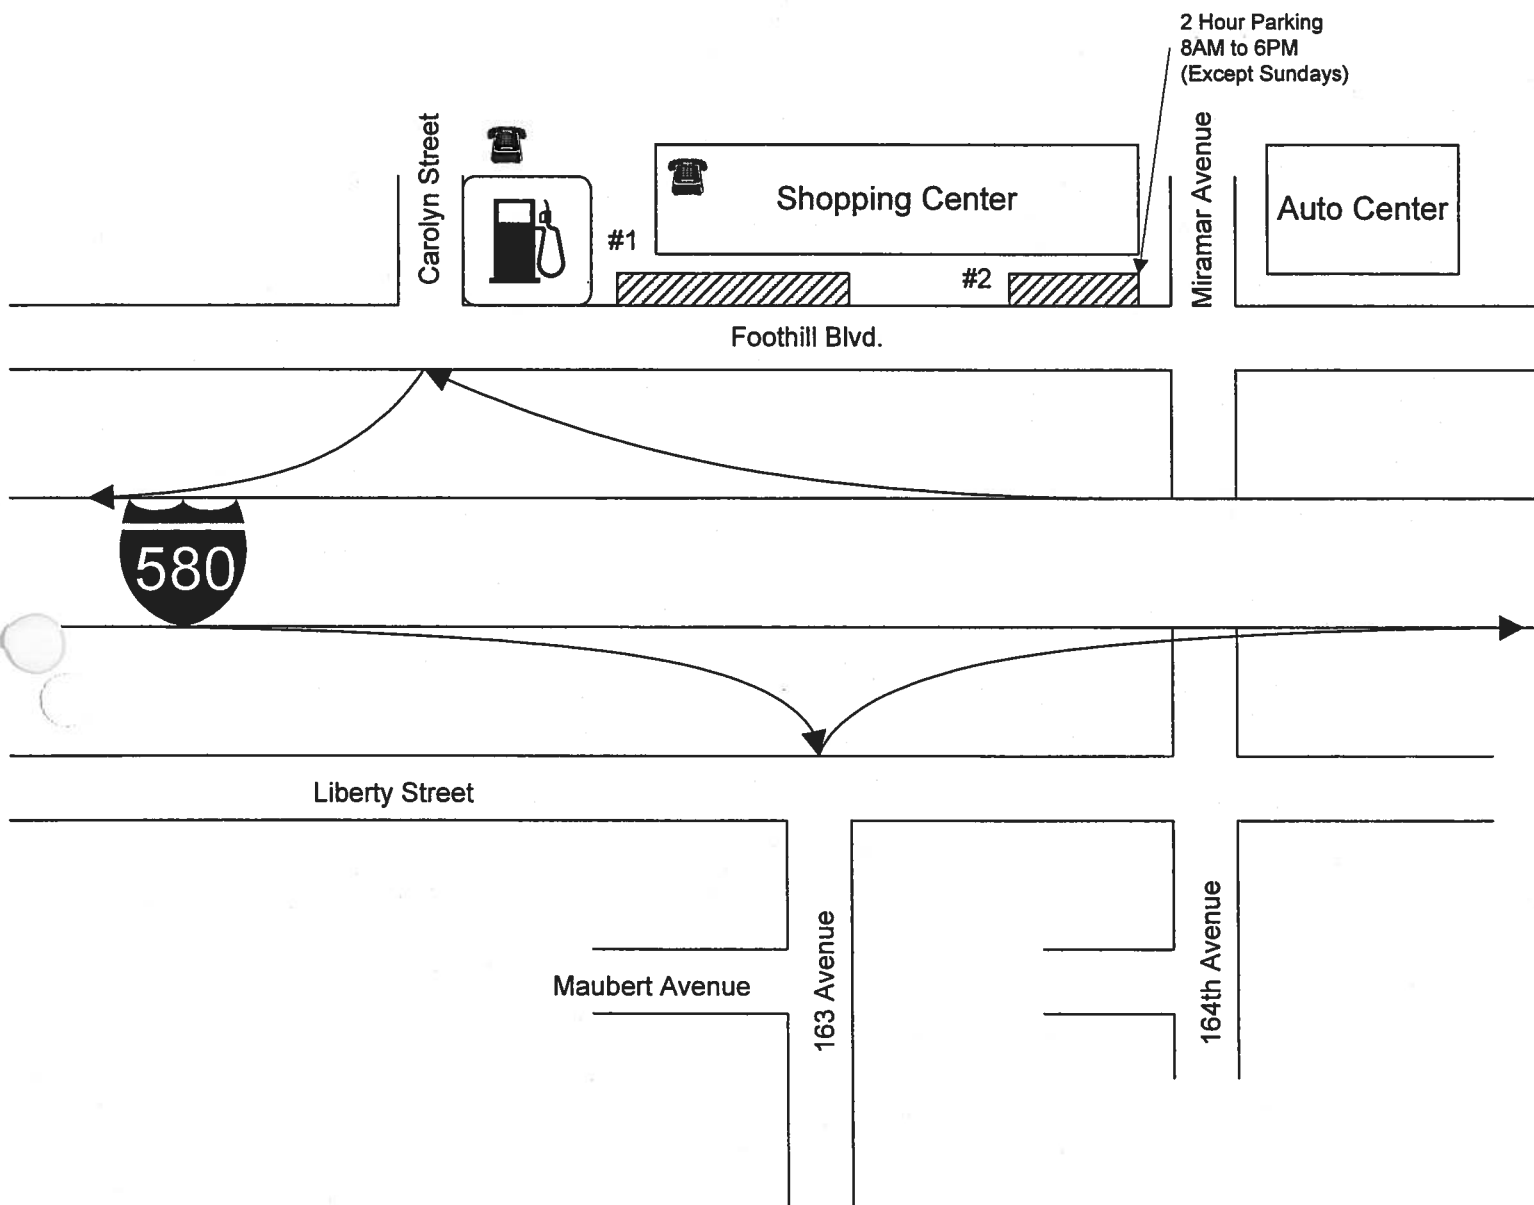 2 Hour Parking
8AM to 6PM
(Except Sundays)
Carolyn Street
Shopping Center
Miramar Avenue
Auto Center
#1
#2
Foothill Blvd.
580
Liberty Street
Maubert Avenue
163 Avenue
164th Avenue